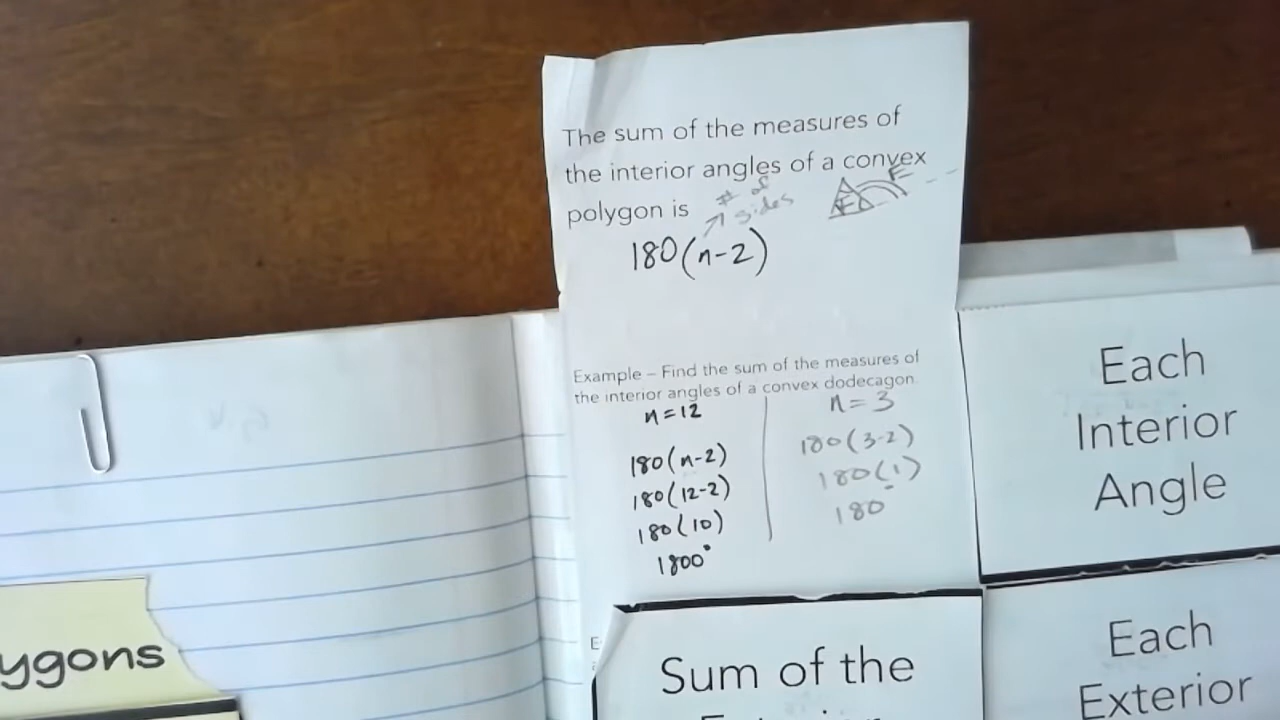 The sum of the measures of
the interior angles of a convex
polygon is
# of
sides
180(n-2)
Example – Find the sum of the measures of
the interior angles of a convex dodecagon.
n=12
180(n-2)
180(12-2)
180(10)
1800°
n=3
180(3-2)
180(1)
180°
Each
Interior
Angle
ygons
Sum of the
Each
Exterior